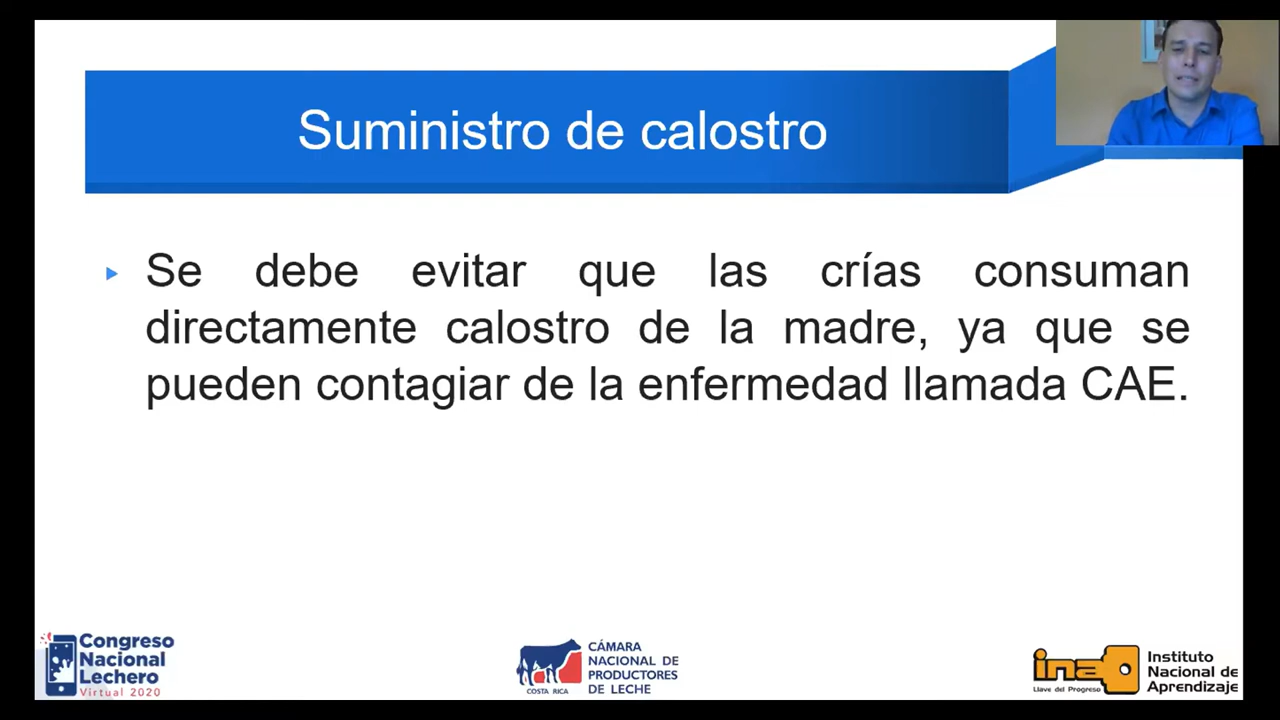 Suministro de calostro
Se debe evitar que las crías consuman
directamente calostro de la madre, ya que se
pueden contagiar de la enfermedad llamada CAE.
Congreso
Nacional
Lechero
Virtual 2020
CÁMARA
NACIONAL DE
PRODUCTORES
DE LECHE
COSTA RICA
ina
Llave del Progreso
Instituto
Nacional de
Aprendizaje